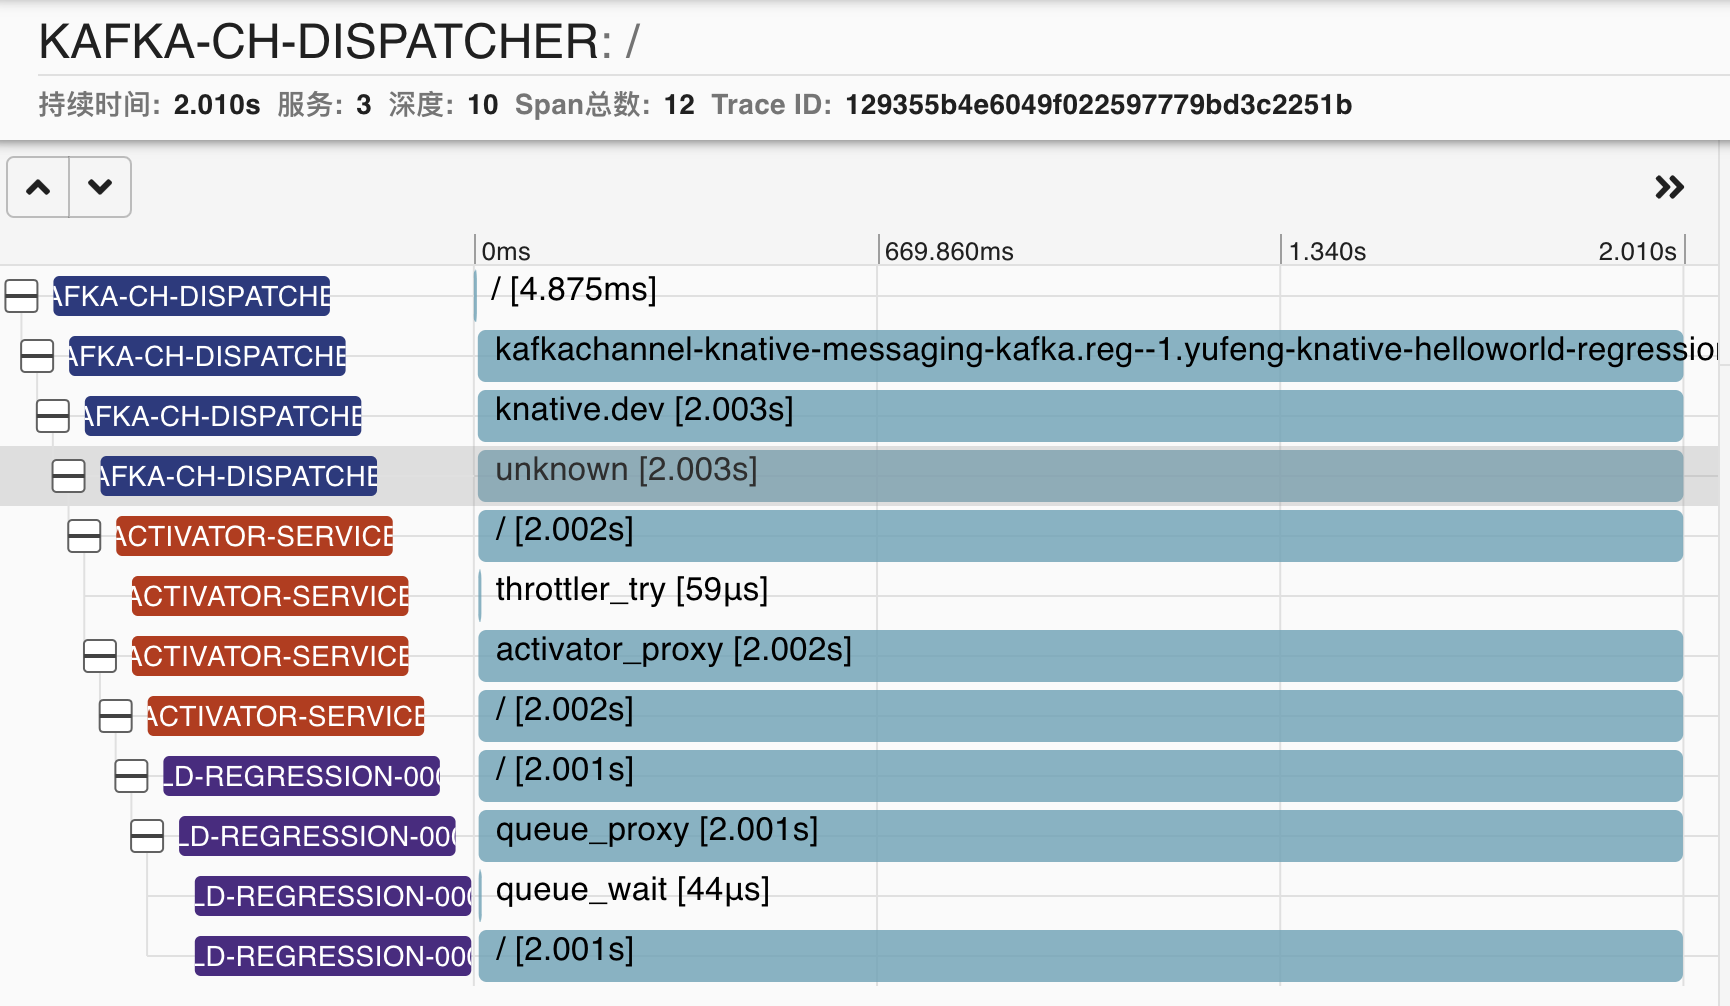 KAFKA-CH-DISPATCHER: /
持续时间: 2.010s 服务: 3 深度: 10 Span总数: 12 Trace ID: 129355b4e6049f022597779bd3c2251b
0ms 669.860ms 1.340s 2.010s
AFKA-CH-DISPATCHE / [4.875ms]
AFKA-CH-DISPATCHE kafkachannel-knative-messaging-kafka.reg--1.yufeng-knative-helloworld-regression
AFKA-CH-DISPATCHE knative.dev [2.003s]
AFKA-CH-DISPATCHE unknown [2.003s]
ACTIVATOR-SERVICE / [2.002s]
ACTIVATOR-SERVICE throttler_try [59μs]
ACTIVATOR-SERVICE activator_proxy [2.002s]
ACTIVATOR-SERVICE / [2.002s]
LD-REGRESSION-000 / [2.001s]
LD-REGRESSION-000 queue_proxy [2.001s]
LD-REGRESSION-000 queue_wait [44μs]
LD-REGRESSION-000 / [2.001s]